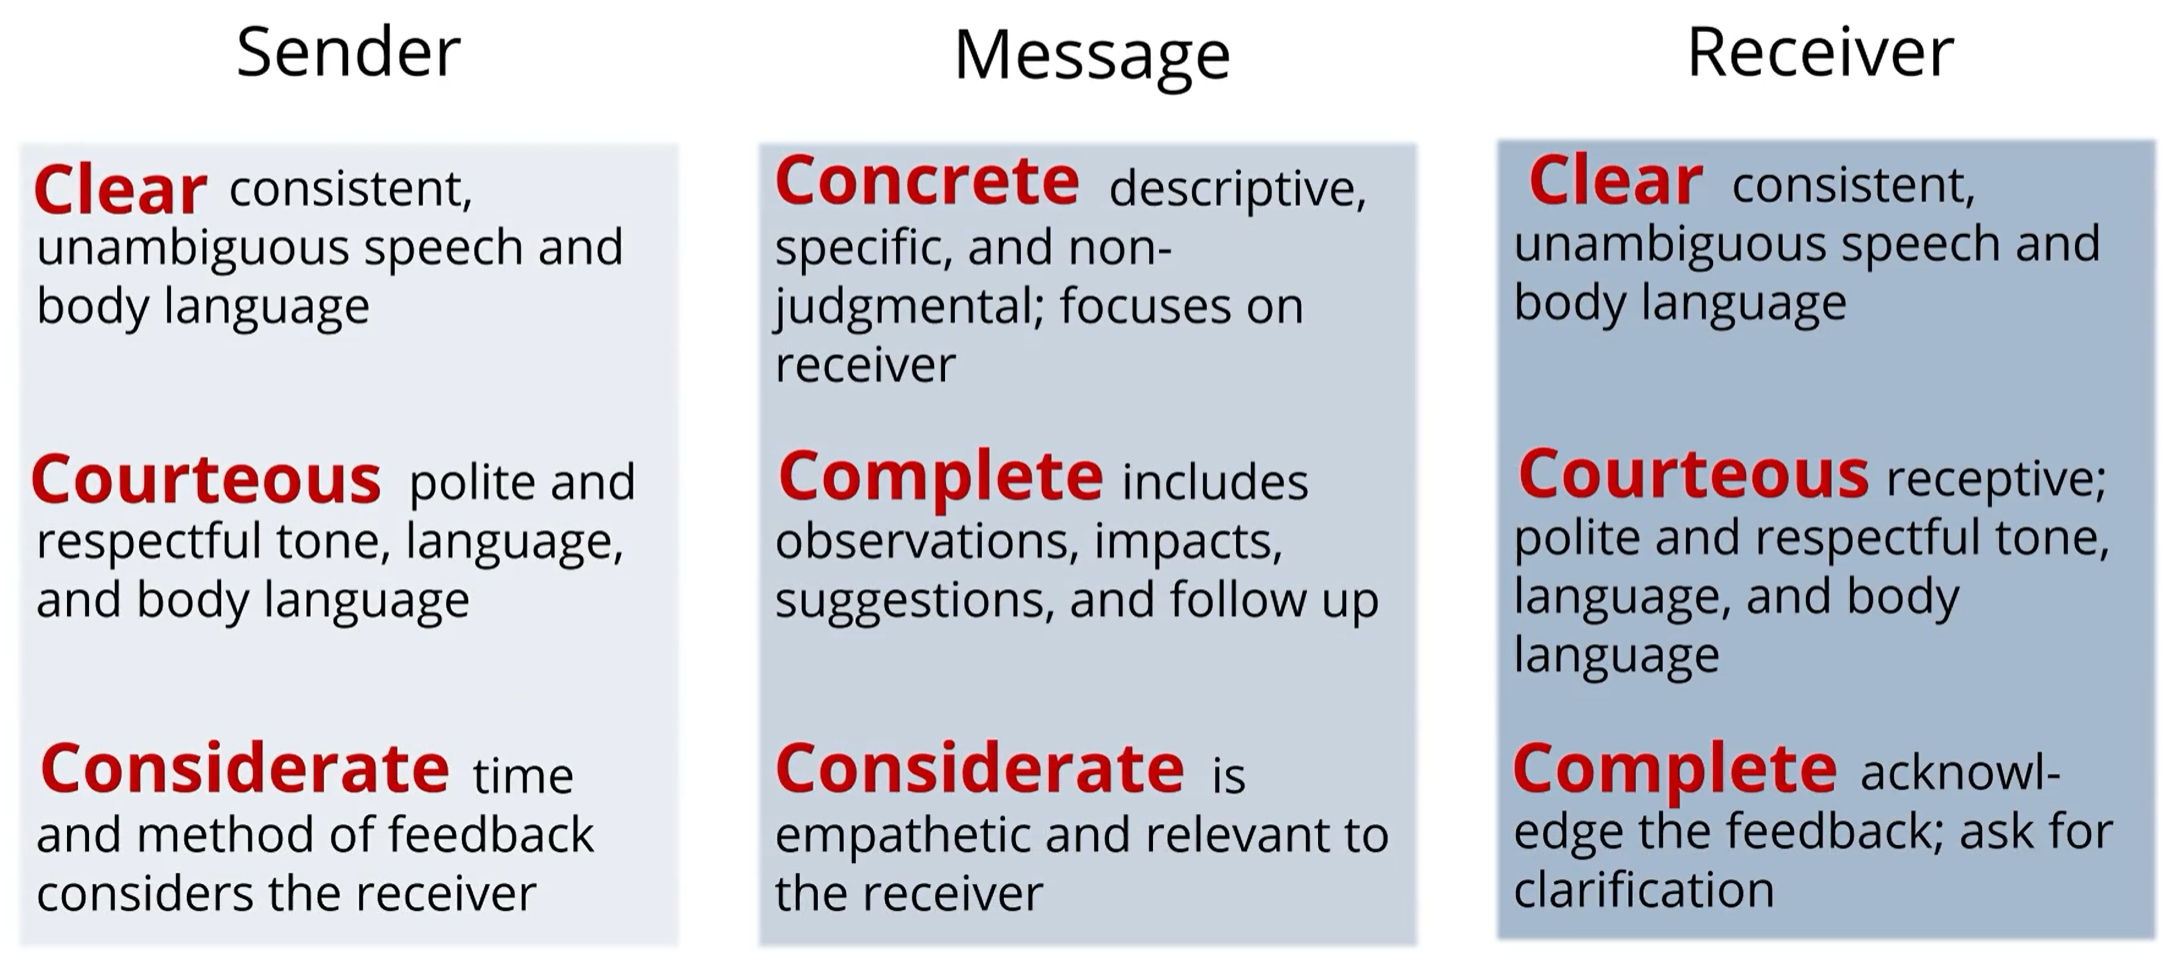 Sender
Clear consistent,
unambiguous speech and
body language
Courteous polite and
respectful tone, language,
and body language
Considerate time
and method of feedback
considers the receiver
Message
Concrete descriptive,
specific, and non-
judgmental; focuses on
receiver
Complete includes
observations, impacts,
suggestions, and follow up
Considerate is
empathetic and relevant to
the receiver
Receiver
Clear consistent,
unambiguous speech and
body language
Courteous receptive;
polite and respectful tone,
language, and body
language
Complete acknowl-
edge the feedback; ask for
clarification